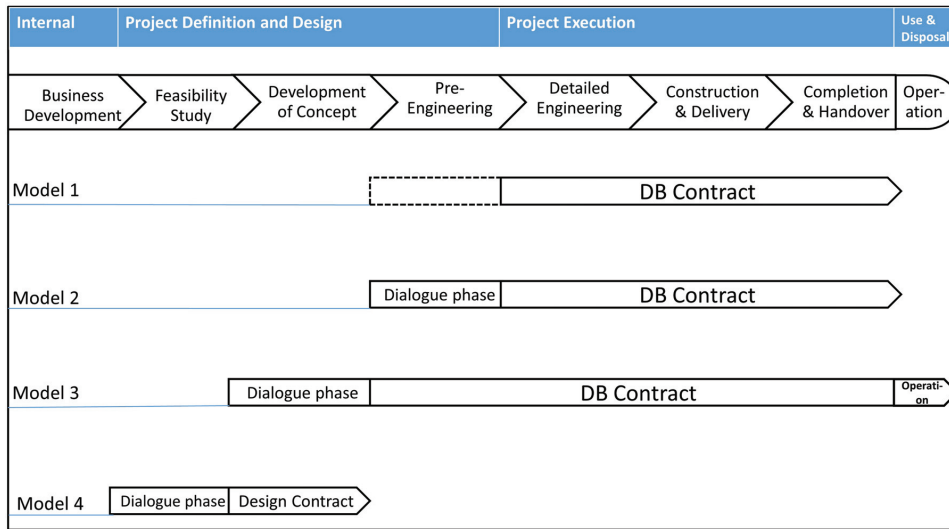 Internal
Project Definition and Design
Project Execution
Use &
Disposal
Business
Development
Feasibility
Study
Development
of Concept
Pre-
Engineering
Detailed
Engineering
Construction
& Delivery
Completion
& Handover
Oper-
ation
Model 1
DB Contract
Model 2
Dialogue phase
DB Contract
Model 3
Dialogue phase
DB Contract
Operati-
on
Model 4
Dialogue phase
Design Contract